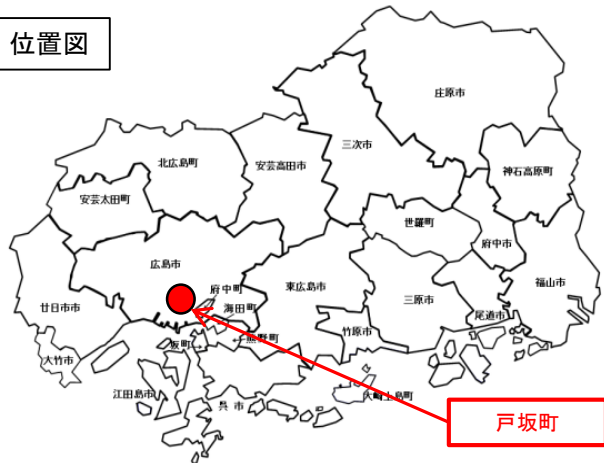 位置図
庄原市
三次市
北広島町
安芸高田市
神石高原町
安芸太田町
世羅町
府中市
広島市
府中町
東広島市
三原市
福山市
廿日市市
海田町
尾道市
竹原市
坂町→
←熊野町
大竹市
江田島市
呉市
大崎上島町
戸坂町